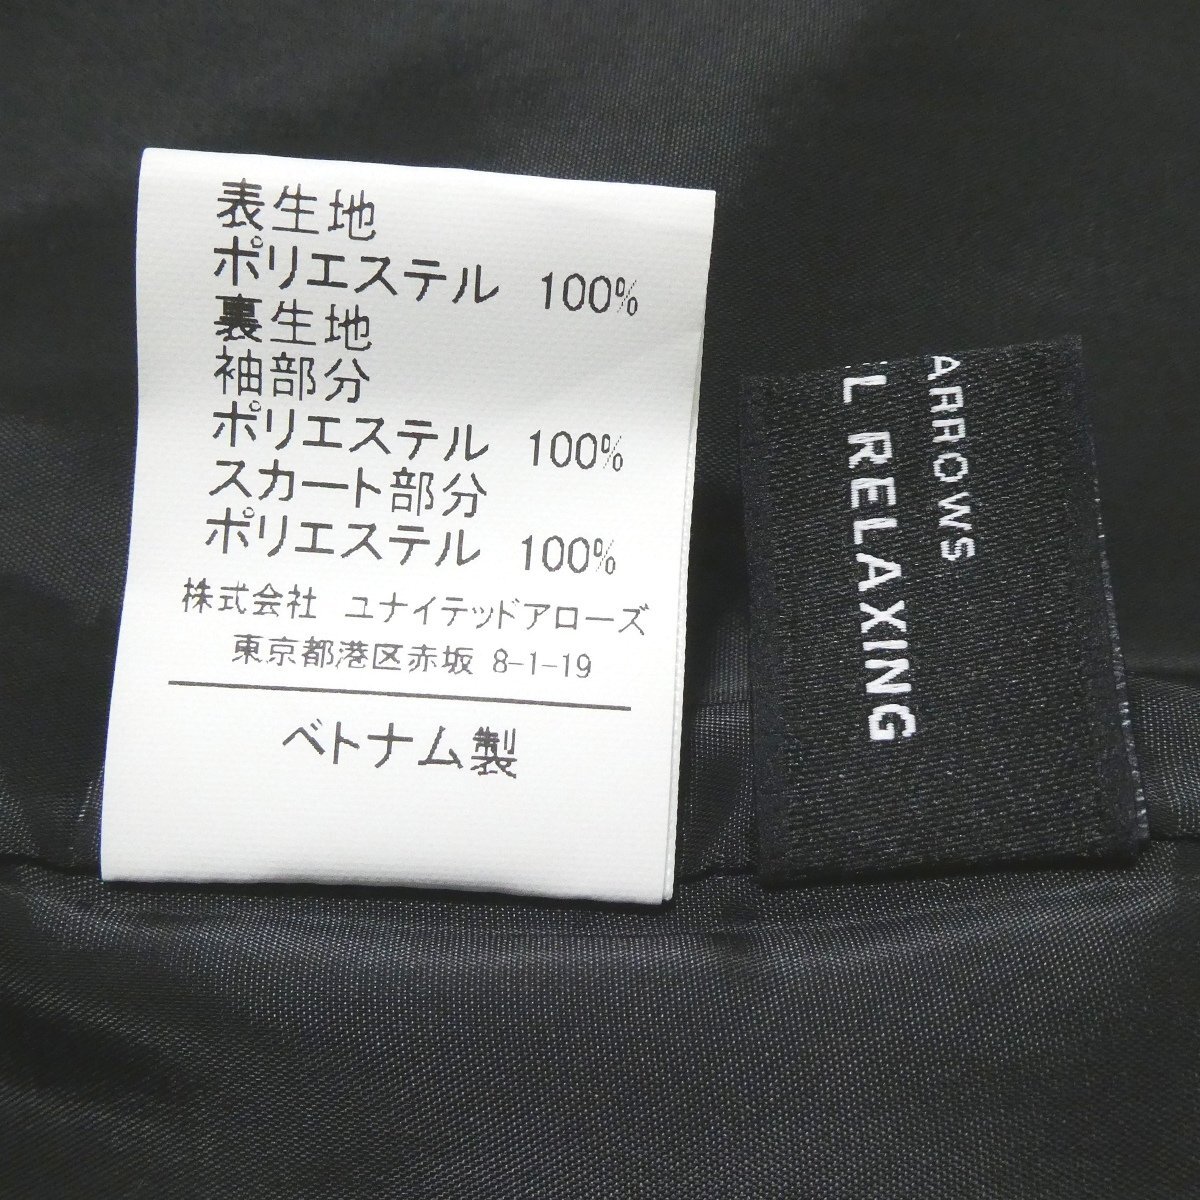 表生地
ポリエステル 100%
裏生地
袖部分
ポリエステル 100%
スカート部分
ポリエステル 100%
株式会社 ユナイテッドアローズ
東京都港区赤坂 8-1-19
ベトナム製
ARROWS
L RELAXING